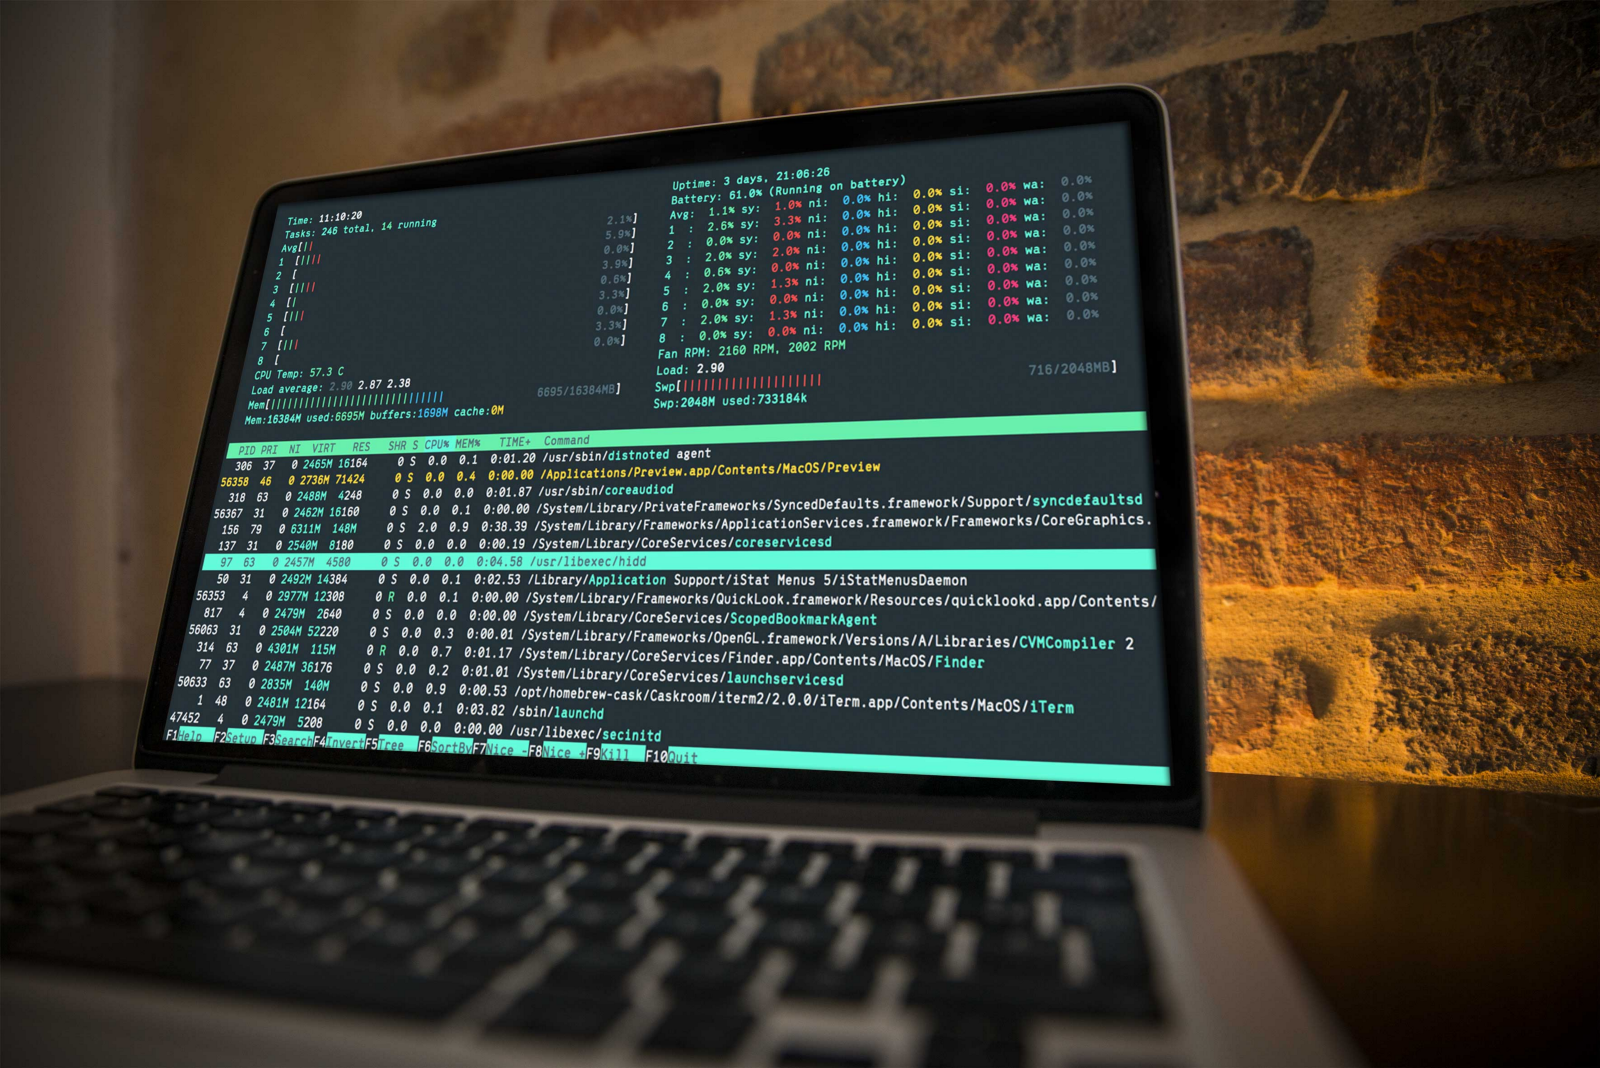 Time: 11:10:20
Tasks: 246 total, 14 running
Avg[|| 2.1%]
1 [|||| 5.9%]
2 [ 0.0%]
3 [|||| 3.9%]
4 [| 0.6%]
5 [||| 3.3%]
6 [ 0.0%]
7 [||| 3.3%]
8 [ 0.0%]
CPU Temp: 57.3 C
Load average: 2.90 2.87 2.38
Mem[|||||||||||||||||||||||||||||| 6695/16384MB]
Mem:16384M used:6695M buffers:1698M cache:0M
Uptime: 3 days, 21:06:26
Battery: 61.0% (Running on battery)
Avg: 1.1% sy: 1.0% ni: 0.0% hi: 0.0% si: 0.0% wa: 0.0%
1 : 2.6% sy: 3.3% ni: 0.0% hi: 0.0% si: 0.0% wa: 0.0%
2 : 0.0% sy: 0.0% ni: 0.0% hi: 0.0% si: 0.0% wa: 0.0%
3 : 2.0% sy: 2.0% ni: 0.0% hi: 0.0% si: 0.0% wa: 0.0%
4 : 0.6% sy: 0.0% ni: 0.0% hi: 0.0% si: 0.0% wa: 0.0%
5 : 2.0% sy: 1.3% ni: 0.0% hi: 0.0% si: 0.0% wa: 0.0%
6 : 0.0% sy: 0.0% ni: 0.0% hi: 0.0% si: 0.0% wa: 0.0%
7 : 2.0% sy: 1.3% ni: 0.0% hi: 0.0% si: 0.0% wa: 0.0%
8 : 0.0% sy: 0.0% ni: 0.0% hi: 0.0% si: 0.0% wa: 0.0%
Fan RPM: 2160 RPM, 2002 RPM
Load: 2.90
Swp[|||||||||||||||||||| 716/2048MB]
Swp:2048M used:733184k
PID PRI NI VIRT RES SHR S CPU% MEM% TIME+ Command
306 37 0 2465M 16164 0 S 0.0 0.1 0:01.20 /usr/sbin/distnoted agent
56358 46 0 2736M 71424 0 S 0.0 0.4 0:00.00 /Applications/Preview.app/Contents/MacOS/Preview
318 63 0 2488M 4248 0 S 0.0 0.0 0:01.87 /usr/sbin/coreaudiod
56367 31 0 2462M 16160 0 S 0.0 0.1 0:00.00 /System/Library/PrivateFrameworks/SyncedDefaults.framework/Support/syncdefaultsd
156 79 0 6311M 148M 0 S 2.0 0.9 0:38.39 /System/Library/Frameworks/ApplicationServices.framework/Frameworks/CoreGraphics.
137 31 0 2540M 8180 0 S 0.0 0.0 0:00.19 /System/Library/CoreServices/coreservicesd
97 63 0 2457M 4580 0 S 0.0 0.0 0:04.58 /usr/libexec/hidd
50 31 0 2492M 14384 0 S 0.0 0.1 0:02.53 /Library/Application Support/iStat Menus 5/iStatMenusDaemon
56353 4 0 2977M 12308 0 R 0.0 0.1 0:00.00 /System/Library/Frameworks/QuickLook.framework/Resources/quicklookd.app/Contents/
817 4 0 2479M 2640 0 S 0.0 0.0 0:00.00 /System/Library/CoreServices/ScopedBookmarkAgent
56063 31 0 2504M 52220 0 S 0.0 0.3 0:00.01 /System/Library/Frameworks/OpenGL.framework/Versions/A/Libraries/CVMCompiler 2
314 63 0 4301M 115M 0 R 0.0 0.7 0:01.17 /System/Library/CoreServices/Finder.app/Contents/MacOS/Finder
77 37 0 2487M 36176 0 S 0.0 0.2 0:01.01 /System/Library/CoreServices/launchservicesd
50633 63 0 2835M 140M 0 S 0.0 0.9 0:00.53 /opt/homebrew-cask/Caskroom/iterm2/2.0.0/iTerm.app/Contents/MacOS/iTerm
1 48 0 2481M 12164 0 S 0.0 0.1 0:03.82 /sbin/launchd
47452 4 0 2479M 5208 0 S 0.0 0.0 0:00.00 /usr/libexec/secinitd
F1Help F2Setup F3SearchF4InvertF5Tree F6SortByF7Nice -F8Nice +F9Kill F10Quit